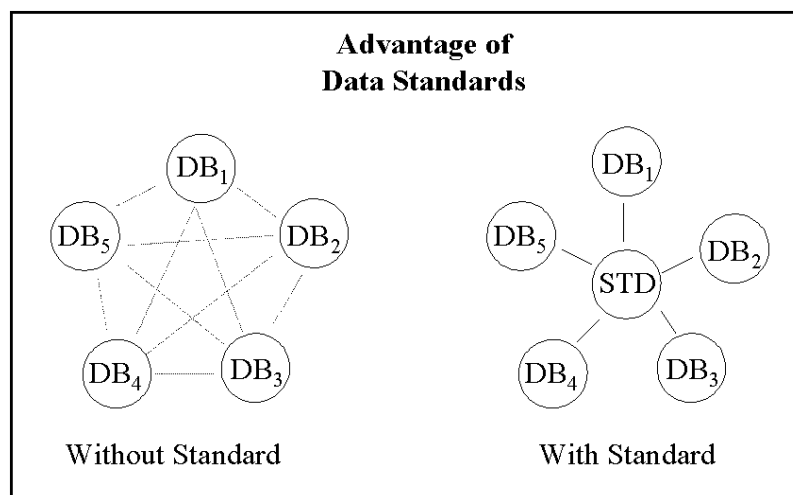 Advantage of
Data Standards
DB₁
DB₅
DB₂
DB₄
DB₃
Without Standard
DB₁
DB₅
DB₂
STD
DB₄
DB₃
With Standard